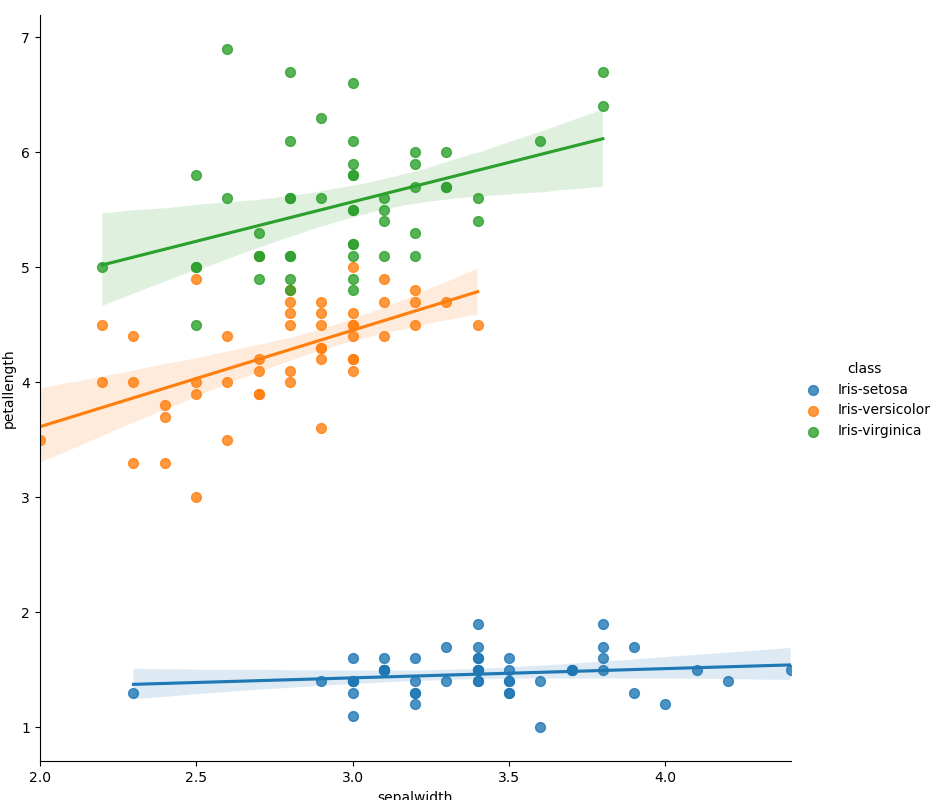 7
6
5
4
3
2
1
petallength
2.0 2.5 3.0 3.5 4.0
sepalwidth
class
Iris-setosa
Iris-versicolor
Iris-virginica